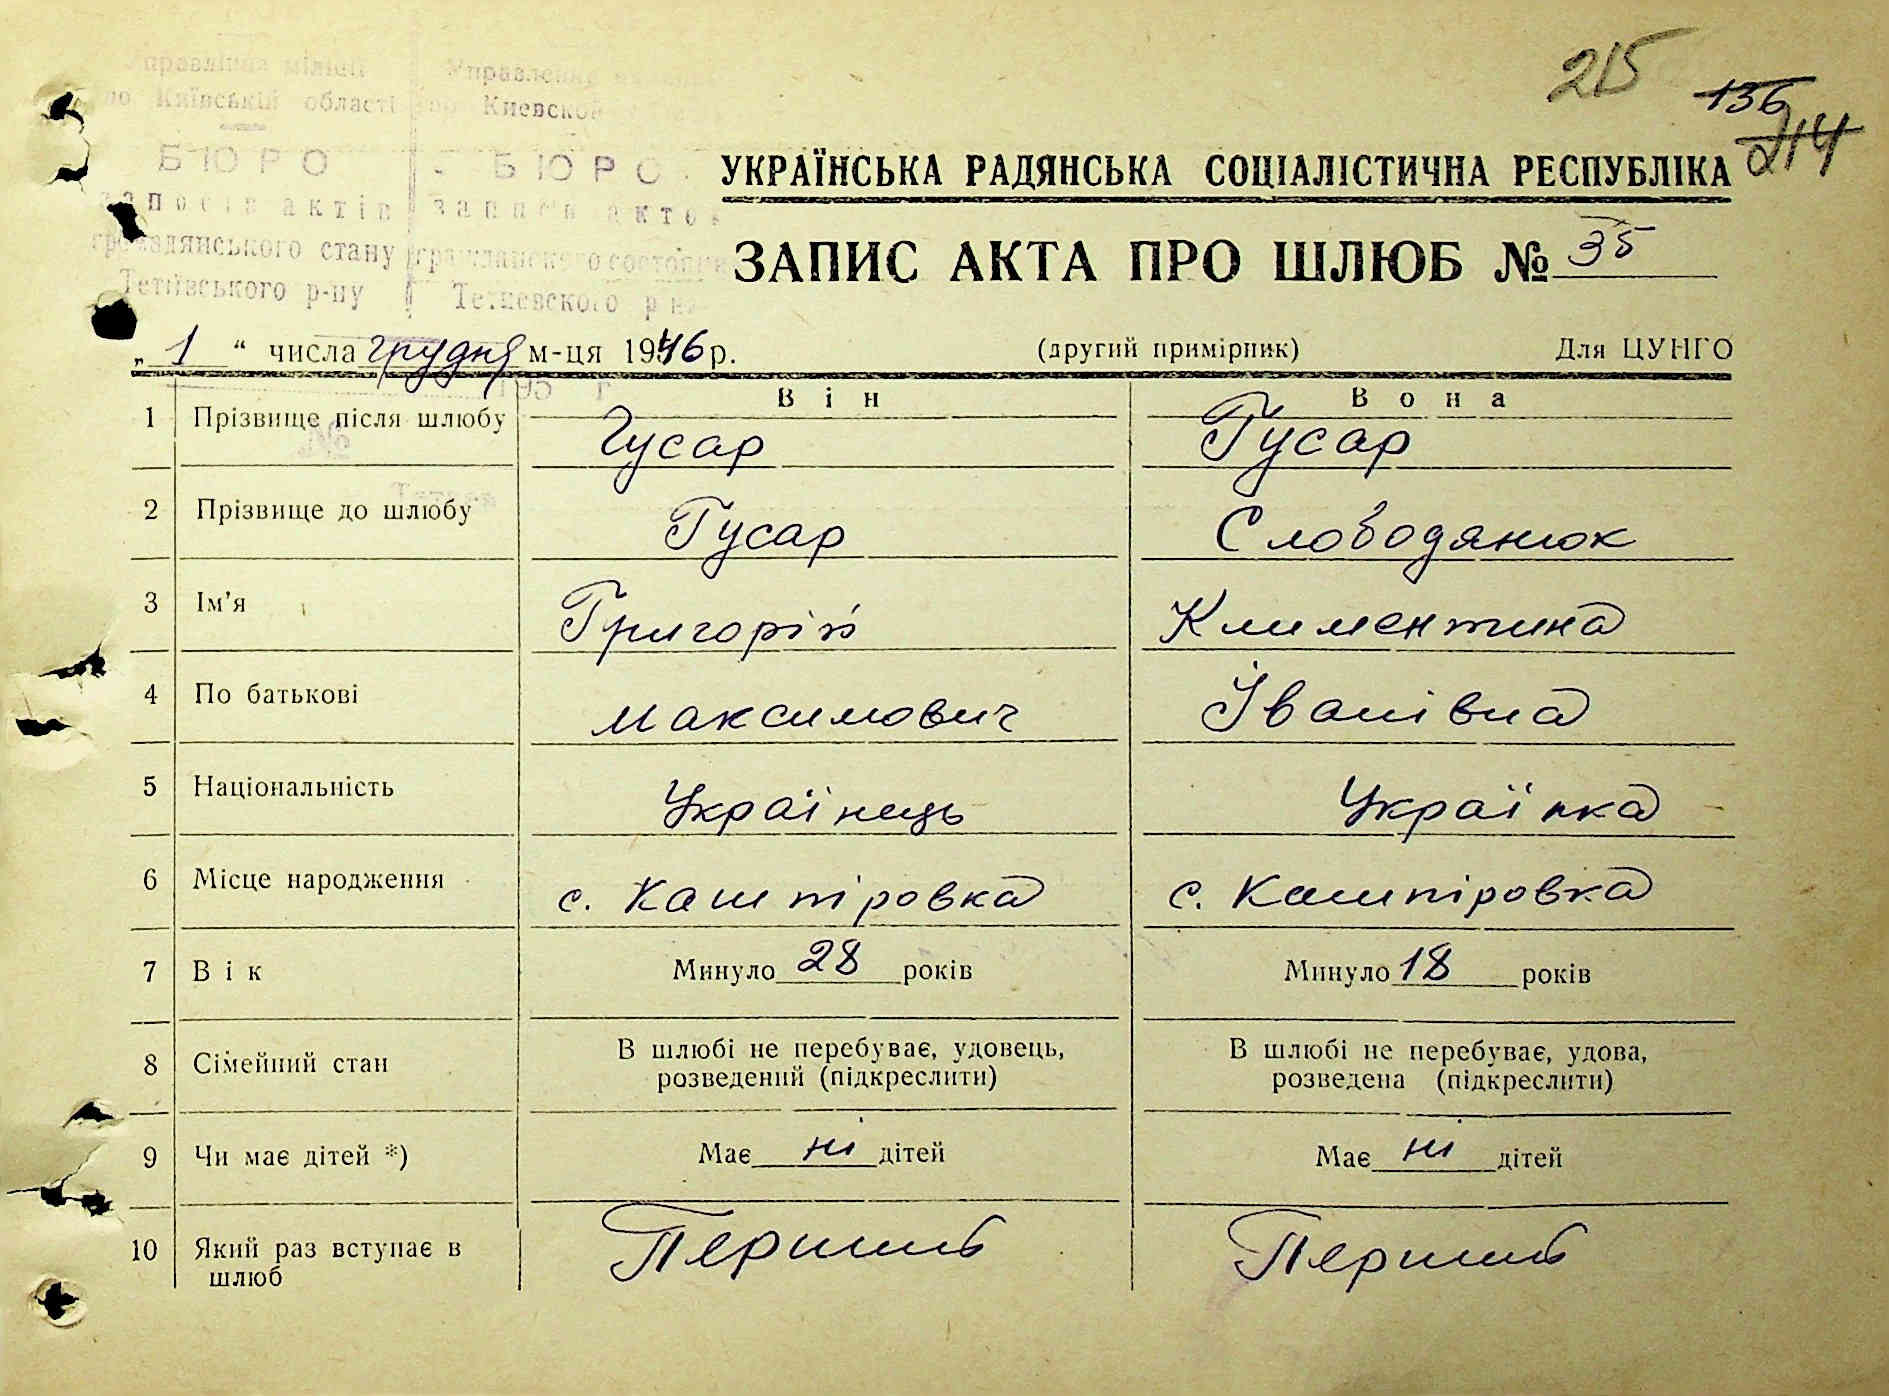 215
136
214
Управління міліції Управление
по Київській області по Киевской
БЮРО БЮРО
записів актів записи актов
громадянського стану гражданского состояния
Тетіївського р-ну Тетиевского р-на
УКРАЇНСЬКА РАДЯНСЬКА СОЦІАЛІСТИЧНА РЕСПУБЛІКА
ЗАПИС АКТА ПРО ШЛЮБ № 35
„ 1 “ числа грудня м-ця 1946 р. (другий примірник) Для ЦУНГО
195 г
Він Вона
1 Прізвище після шлюбу Гусар Гусар
2 Прізвище до шлюбу Гусар Слободянюк
3 Ім'я Григорій Климентина
4 По батькові Максимович Іванівна
5 Національність Українець Українка
6 Місце народження с. Кашпіровка с. Кашпіровка
7 Вік Минуло 28 років Минуло 18 років
8 Сімейний стан В шлюбі не перебуває, удовець, В шлюбі не перебуває, удова,
розведений (підкреслити) розведена (підкреслити)
9 Чи має дітей *) Має ні дітей Має ні дітей
10 Який раз вступає в Перший Перший
шлюб